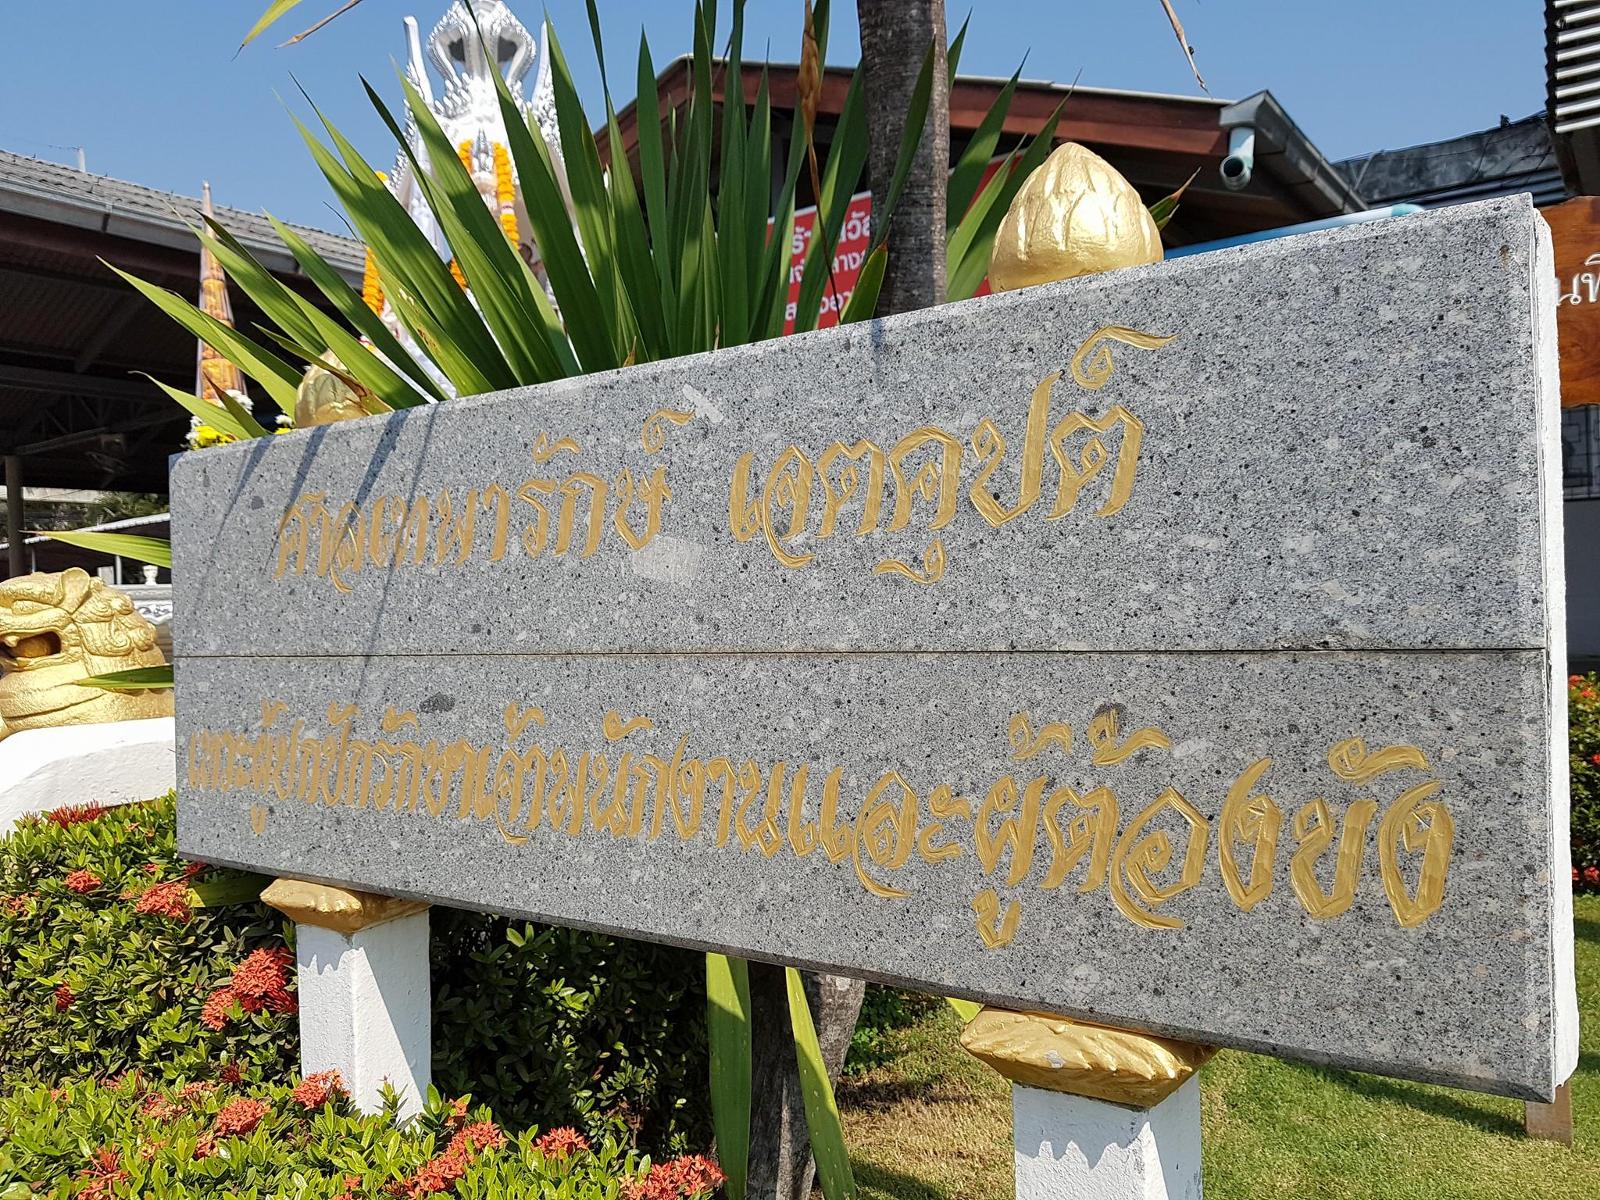 ศาลเทพารักษ์ เจตคุปต์
เทพผู้ปกปักรักษาเจ้าพนักงานและผู้ต้องขัง